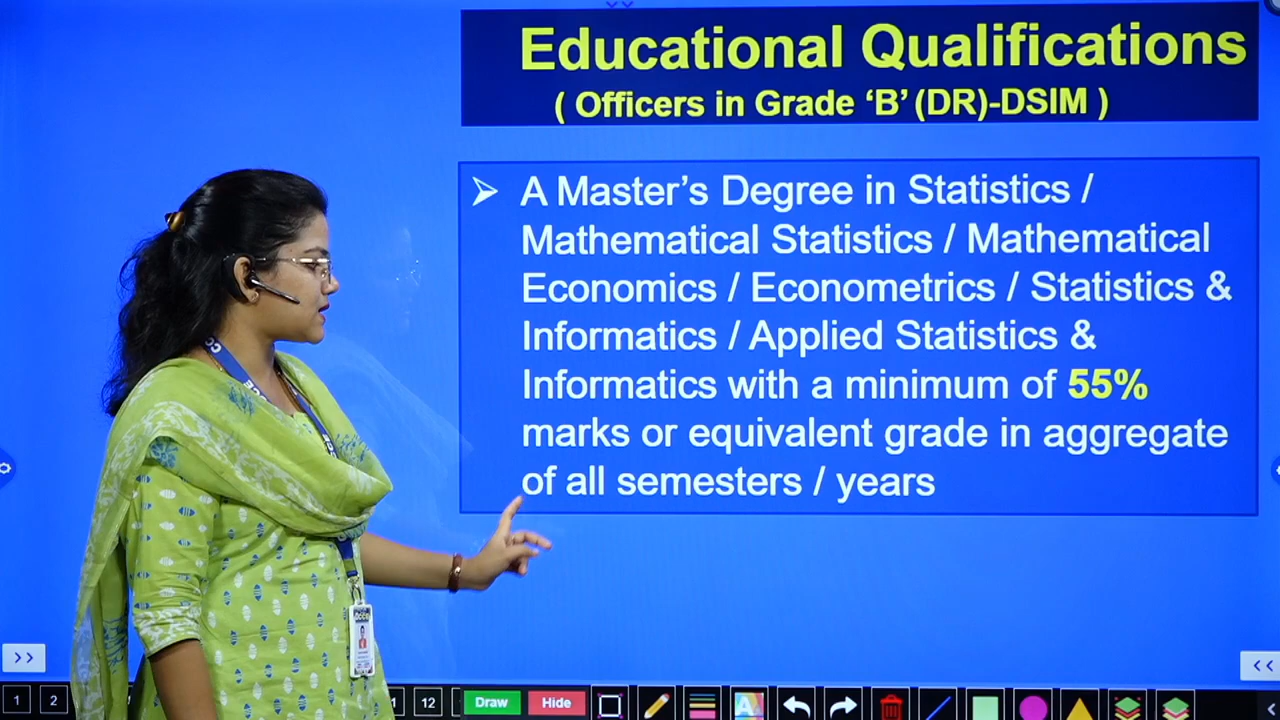 Educational Qualifications
( Officers in Grade ‘B’ (DR)-DSIM )
➢ A Master’s Degree in Statistics /
Mathematical Statistics / Mathematical
Economics / Econometrics / Statistics &
Informatics / Applied Statistics &
Informatics with a minimum of 55%
marks or equivalent grade in aggregate
of all semesters / years
>>
<<
1 2 12 Draw Hide A <